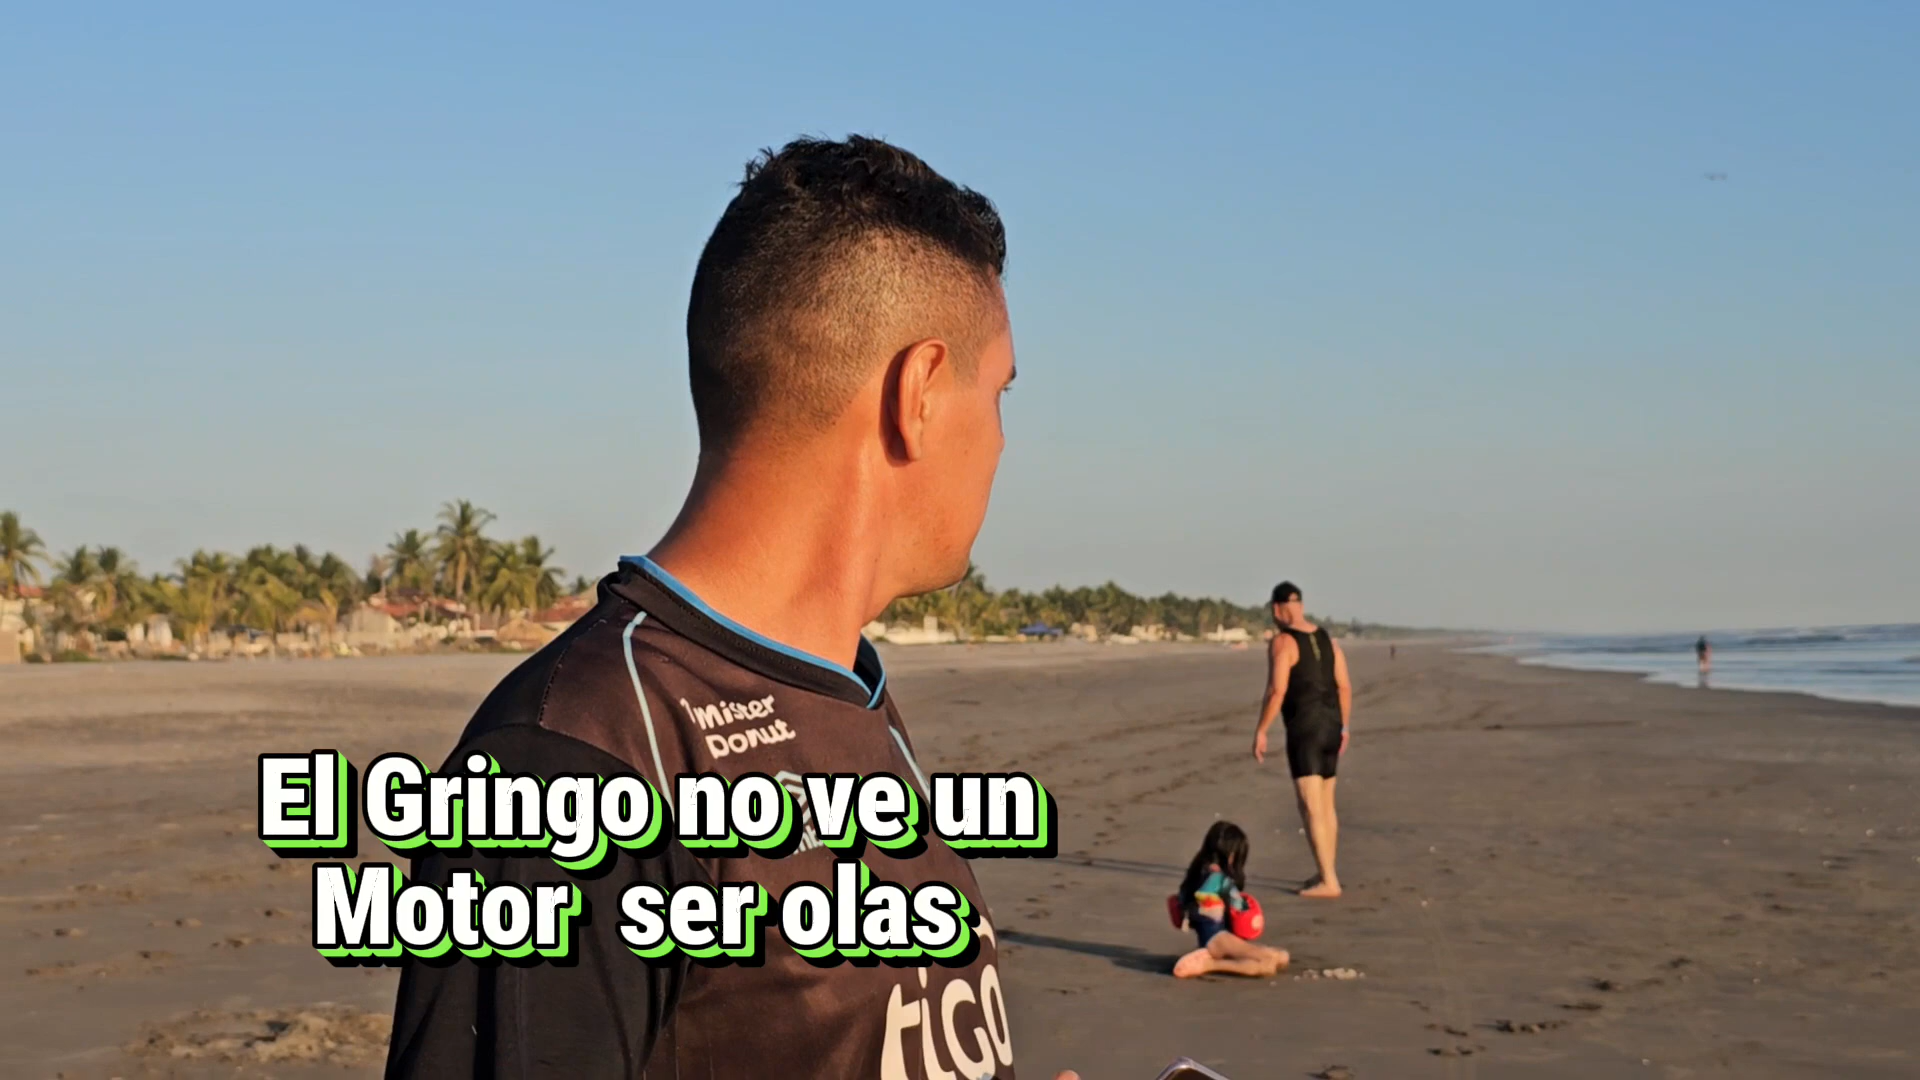 Mister
Donut
El Gringo no ve un
Motor  ser olas
tigo